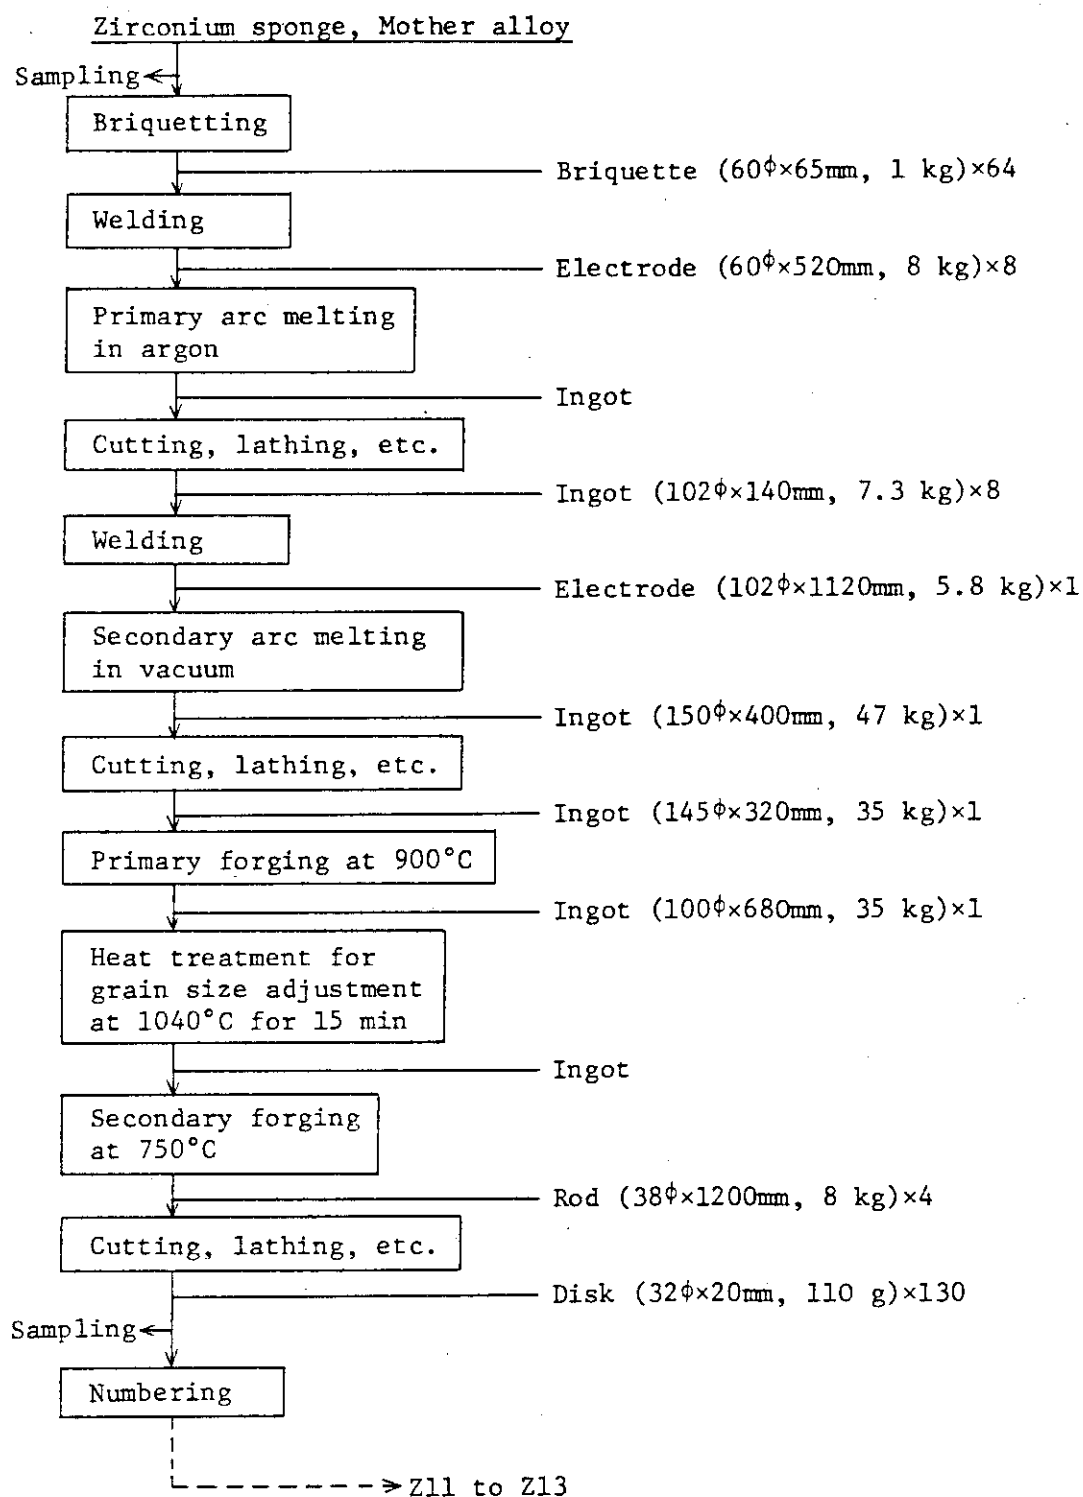 Zirconium sponge, Mother alloy
Sampling
Briquetting
Briquette (60ϕ×65mm, 1 kg)×64
Welding
Electrode (60ϕ×520mm, 8 kg)×8
Primary arc melting
in argon
Ingot
Cutting, lathing, etc.
Ingot (102ϕ×140mm, 7.3 kg)×8
Welding
Electrode (102ϕ×1120mm, 5.8 kg)×1
Secondary arc melting
in vacuum
Ingot (150ϕ×400mm, 47 kg)×1
Cutting, lathing, etc.
Ingot (145ϕ×320mm, 35 kg)×1
Primary forging at 900°C
Ingot (100ϕ×680mm, 35 kg)×1
Heat treatment for
grain size adjustment
at 1040°C for 15 min
Ingot
Secondary forging
at 750°C
Rod (38ϕ×1200mm, 8 kg)×4
Cutting, lathing, etc.
Disk (32ϕ×20mm, 110 g)×130
Sampling
Numbering
Z11 to Z13